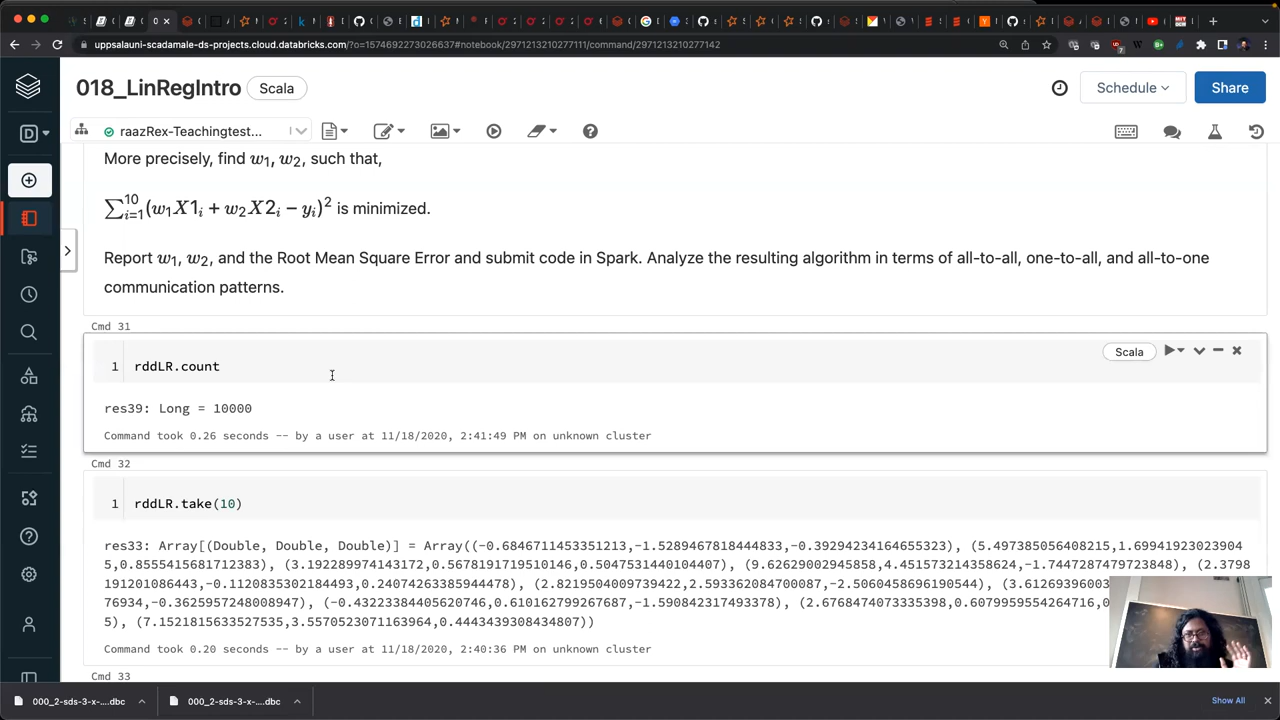 uppsalauni-scadamale-ds-projects.cloud.databricks.com/?o=1574692273026637#notebook/2971213210277111/command/2971213210277142
018_LinRegIntro Scala Schedule Share
D raazRex-Teachingtest...
More precisely, find w1, w2, such that,
∑_{i=1}^{10}(w1X1i + w2X2i − yi)^2 is minimized.
Report w1, w2, and the Root Mean Square Error and submit code in Spark. Analyze the resulting algorithm in terms of all-to-all, one-to-all, and all-to-one
communication patterns.
Cmd 31
Scala
1 rddLR.count
res39: Long = 10000
Command took 0.26 seconds -- by a user at 11/18/2020, 2:41:49 PM on unknown cluster
Cmd 32
1 rddLR.take(10)
res33: Array[(Double, Double, Double)] = Array((-0.6846711453351213,-1.5289467818444833,-0.39294234164655323), (5.497385056408215,1.69941923023904
5,0.8555415681712383), (3.192289974143172,0.5678191719510146,0.5047531440104407), (9.62629002945858,4.451573214358624,-1.7447287479723848), (2.3798
191201086443,-0.1120835302184493,0.24074263385944478), (2.8219504009739422,2.593362084700087,-2.5060458696190544), (3.61269396003
76934,-0.3625957248008947), (-0.43223384405620746,0.610162799267687,-1.590842317493378), (2.6768474073335398,0.6079959554264716,0
5), (7.1521815633527535,3.5570523071163964,0.4443439308434807))
Command took 0.20 seconds -- by a user at 11/18/2020, 2:40:36 PM on unknown cluster
Cmd 33
000_2-sds-3-x-....dbc 000_2-sds-3-x-....dbc Show All